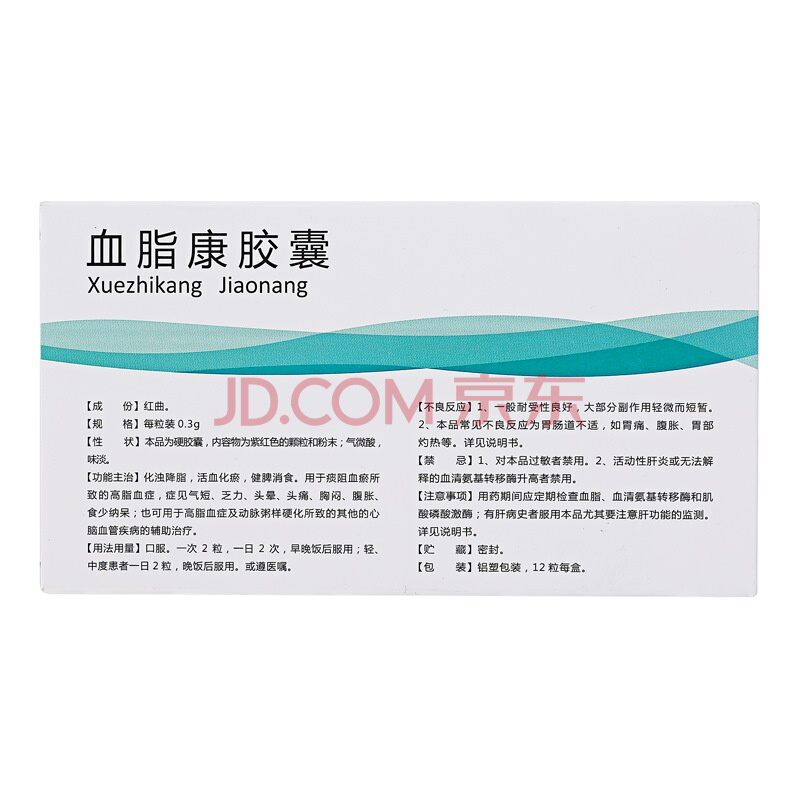 血脂康胶囊
Xuezhikang Jiaonang
JD.COM 京东
【成 份】红曲。
【规 格】每粒装 0.3g
【性 状】本品为硬胶囊，内容物为紫红色的颗粒和粉末；气微酸，
味淡。
【功能主治】化浊降脂，活血化瘀，健脾消食。用于痰阻血瘀所
致的高脂血症，症见气短、乏力、头晕、头痛、胸闷、腹胀、
食少纳呆；也可用于高脂血症及动脉粥样硬化所致的其他的心
脑血管疾病的辅助治疗。
【用法用量】口服。一次 2 粒，一日 2 次，早晚饭后服用；轻、
中度患者一日 2 粒，晚饭后服用。或遵医嘱。
【不良反应】1、一般耐受性良好，大部分副作用轻微而短暂。
2、本品常见不良反应为胃肠道不适，如胃痛、腹胀、胃部
灼热等。详见说明书。
【禁 忌】1、对本品过敏者禁用。2、活动性肝炎或无法解
释的血清氨基转移酶升高者禁用。
【注意事项】用药期间应定期检查血脂、血清氨基转移酶和肌
酸磷酸激酶；有肝病史者服用本品尤其要注意肝功能的监测。
详见说明书。
【贮 藏】密封。
【包 装】铝塑包装，12 粒每盒。